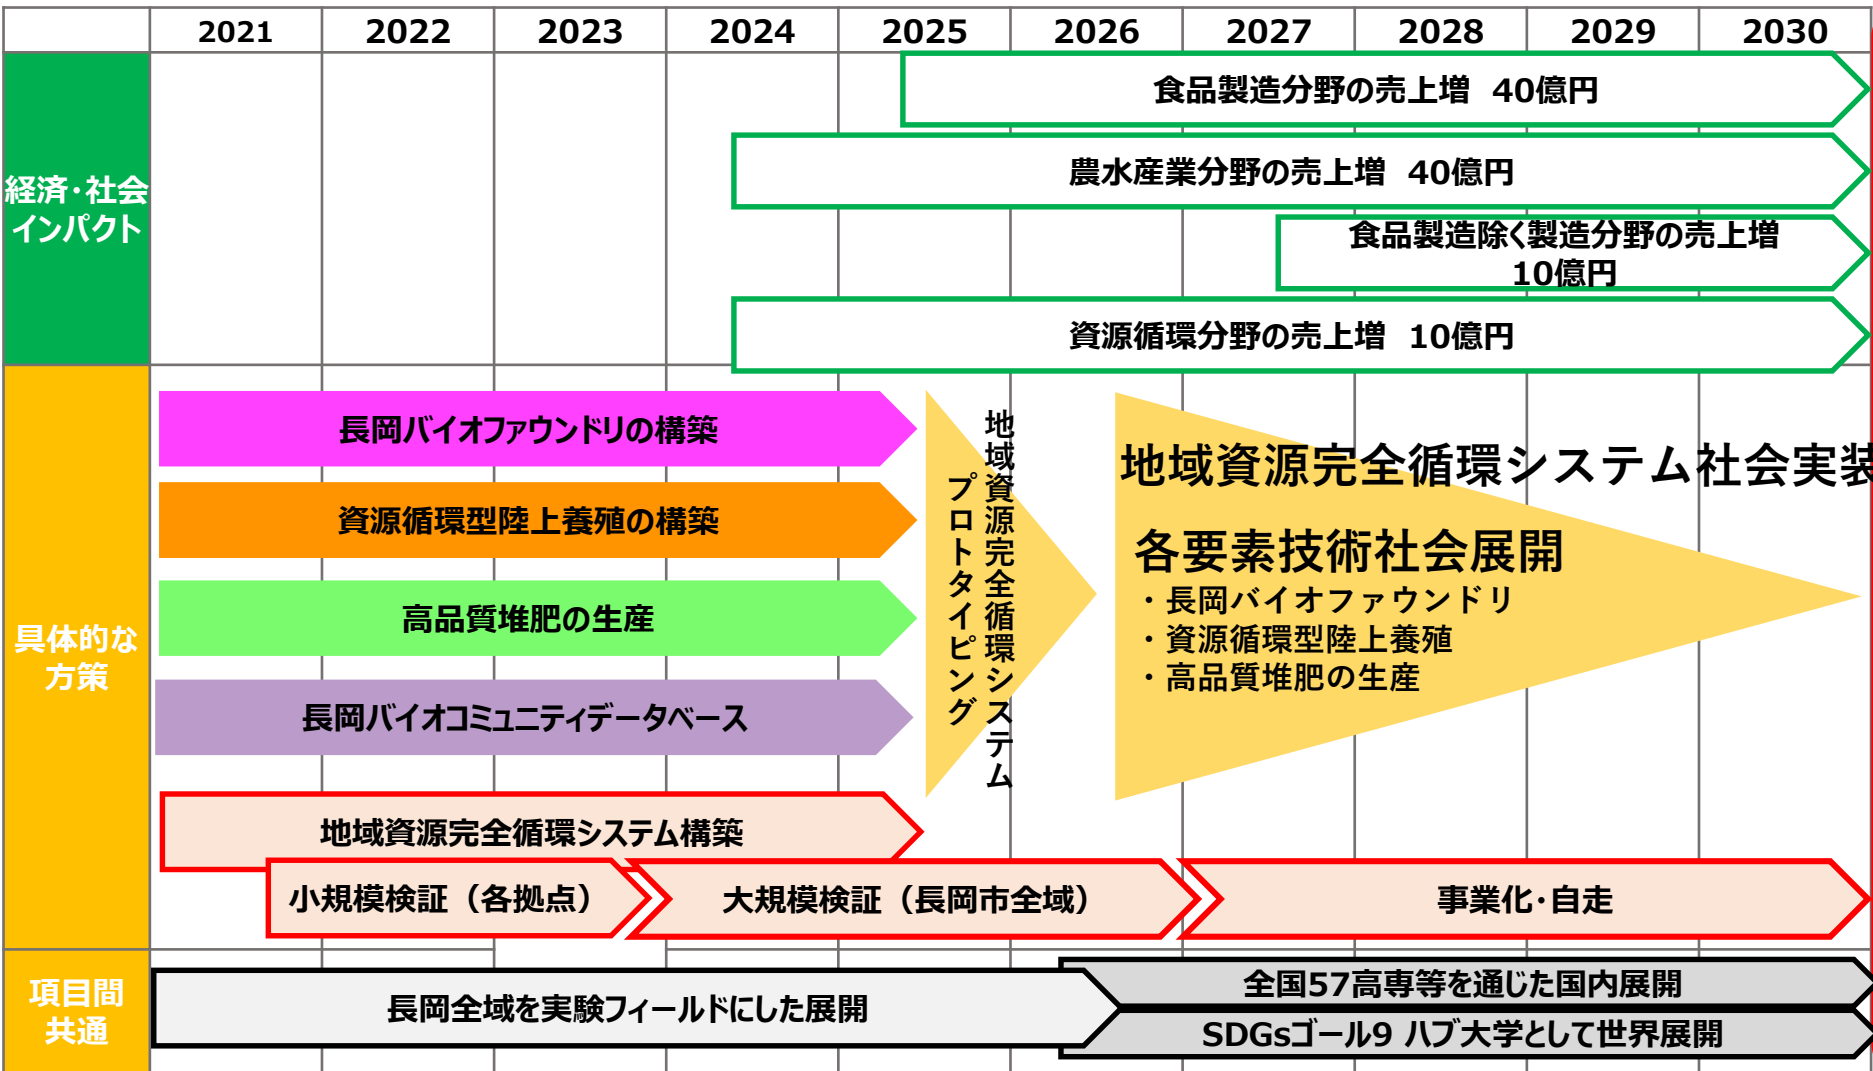 2021 2022 2023 2024 2025 2026 2027 2028 2029 2030
経済・社会
インパクト
食品製造分野の売上増 40億円
農水産業分野の売上増 40億円
食品製造除く製造分野の売上増
10億円
資源循環分野の売上増 10億円
具体的な
方策
長岡バイオファウンドリの構築
資源循環型陸上養殖の構築
高品質堆肥の生産
長岡バイオコミュニティデータベース
地域資源完全循環システム
プロトタイピング
地域資源完全循環システム社会実装
各要素技術社会展開
・長岡バイオファウンドリ
・資源循環型陸上養殖
・高品質堆肥の生産
地域資源完全循環システム構築
小規模検証（各拠点）
大規模検証（長岡市全域）
事業化・自走
項目間
共通
長岡全域を実験フィールドにした展開
全国57高専等を通じた国内展開
SDGsゴール9 ハブ大学として世界展開